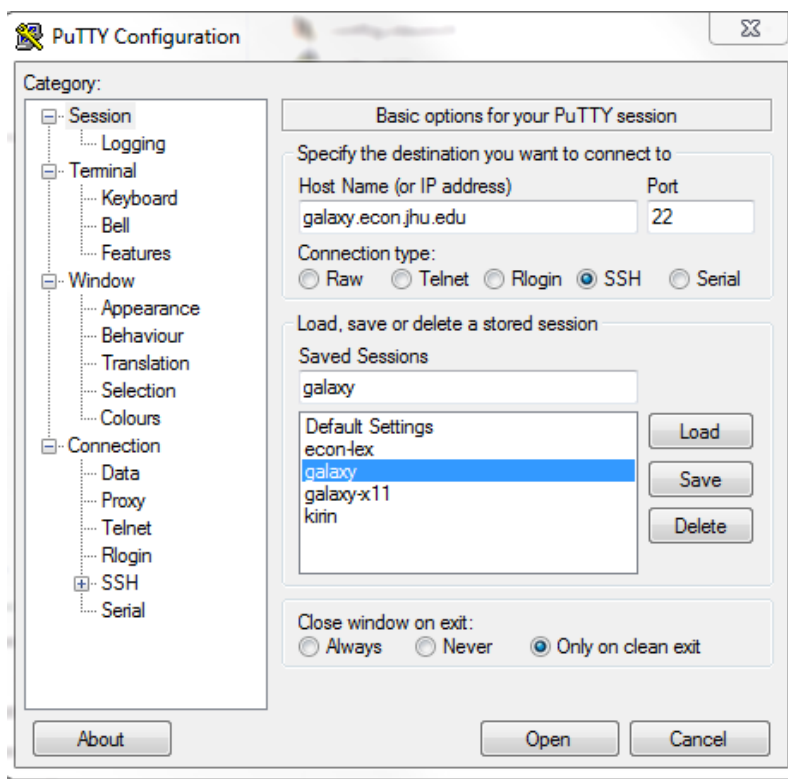 PuTTY Configuration
Category:
Session
Logging
Terminal
Keyboard
Bell
Features
Window
Appearance
Behaviour
Translation
Selection
Colours
Connection
Data
Proxy
Telnet
Rlogin
SSH
Serial
Basic options for your PuTTY session
Specify the destination you want to connect to
Host Name (or IP address) Port
galaxy.econ.jhu.edu 22
Connection type:
Raw Telnet Rlogin SSH Serial
Load, save or delete a stored session
Saved Sessions
galaxy
Default Settings
econ-lex
galaxy
galaxy-x11
kirin
Load
Save
Delete
Close window on exit:
Always Never Only on clean exit
About Open Cancel